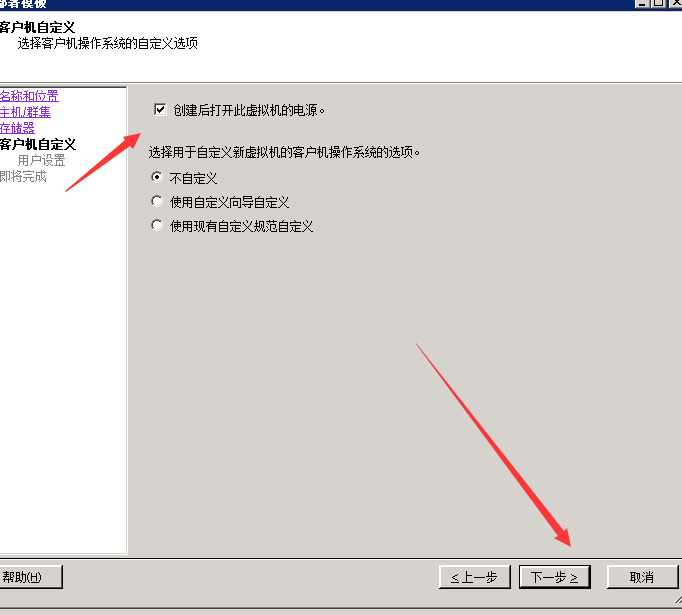 部署模板
客户机自定义
选择客户机操作系统的自定义选项
名称和位置
主机/群集
存储器
客户机自定义
用户设置
即将完成
创建后打开此虚拟机的电源。
选择用于自定义新虚拟机的客户机操作系统的选项。
不自定义
使用自定义向导自定义
使用现有自定义规范自定义
帮助(H)
<上一步
下一步 >
取消